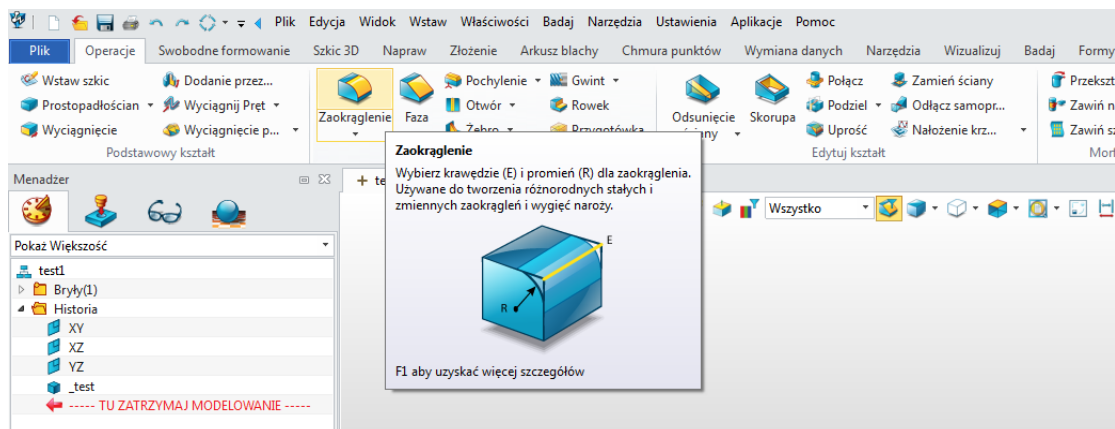 Plik Edycja Widok Wstaw Właściwości Badaj Narzędzia Ustawienia Aplikacje Pomoc
Plik Operacje Swobodne formowanie Szkic 3D Napraw Złożenie Arkusz blachy Chmura punktów Wymiana danych Narzędzia Wizualizuj Badaj Formy
Wstaw szkic Dodanie przez... Pochylenie Gwint Połącz Zamień ściany
Prostopadłościan Wyciągnij Pręt Zaokrąglenie Faza Otwór Rowek Odsunięcie Skorupa Podziel Odłącz samopr... Zawiń
Wyciągnięcie Wyciągnięcie p... Uprość Nałożenie krz... Zawiń
Podstawowy kształt Edytuj kształt
Menadżer
Pokaż Większość
test1
Bryły(1)
Historia
XY
XZ
YZ
_test
----- TU ZATRZYMAJ MODELOWANIE -----
Wszystko
Zaokrąglenie
Wybierz krawędzie (E) i promień (R) dla zaokrąglenia.
Używane do tworzenia różnorodnych stałych i
zmiennych zaokrągleń i wygięć naroży.
E
R
F1 aby uzyskać więcej szczegółów